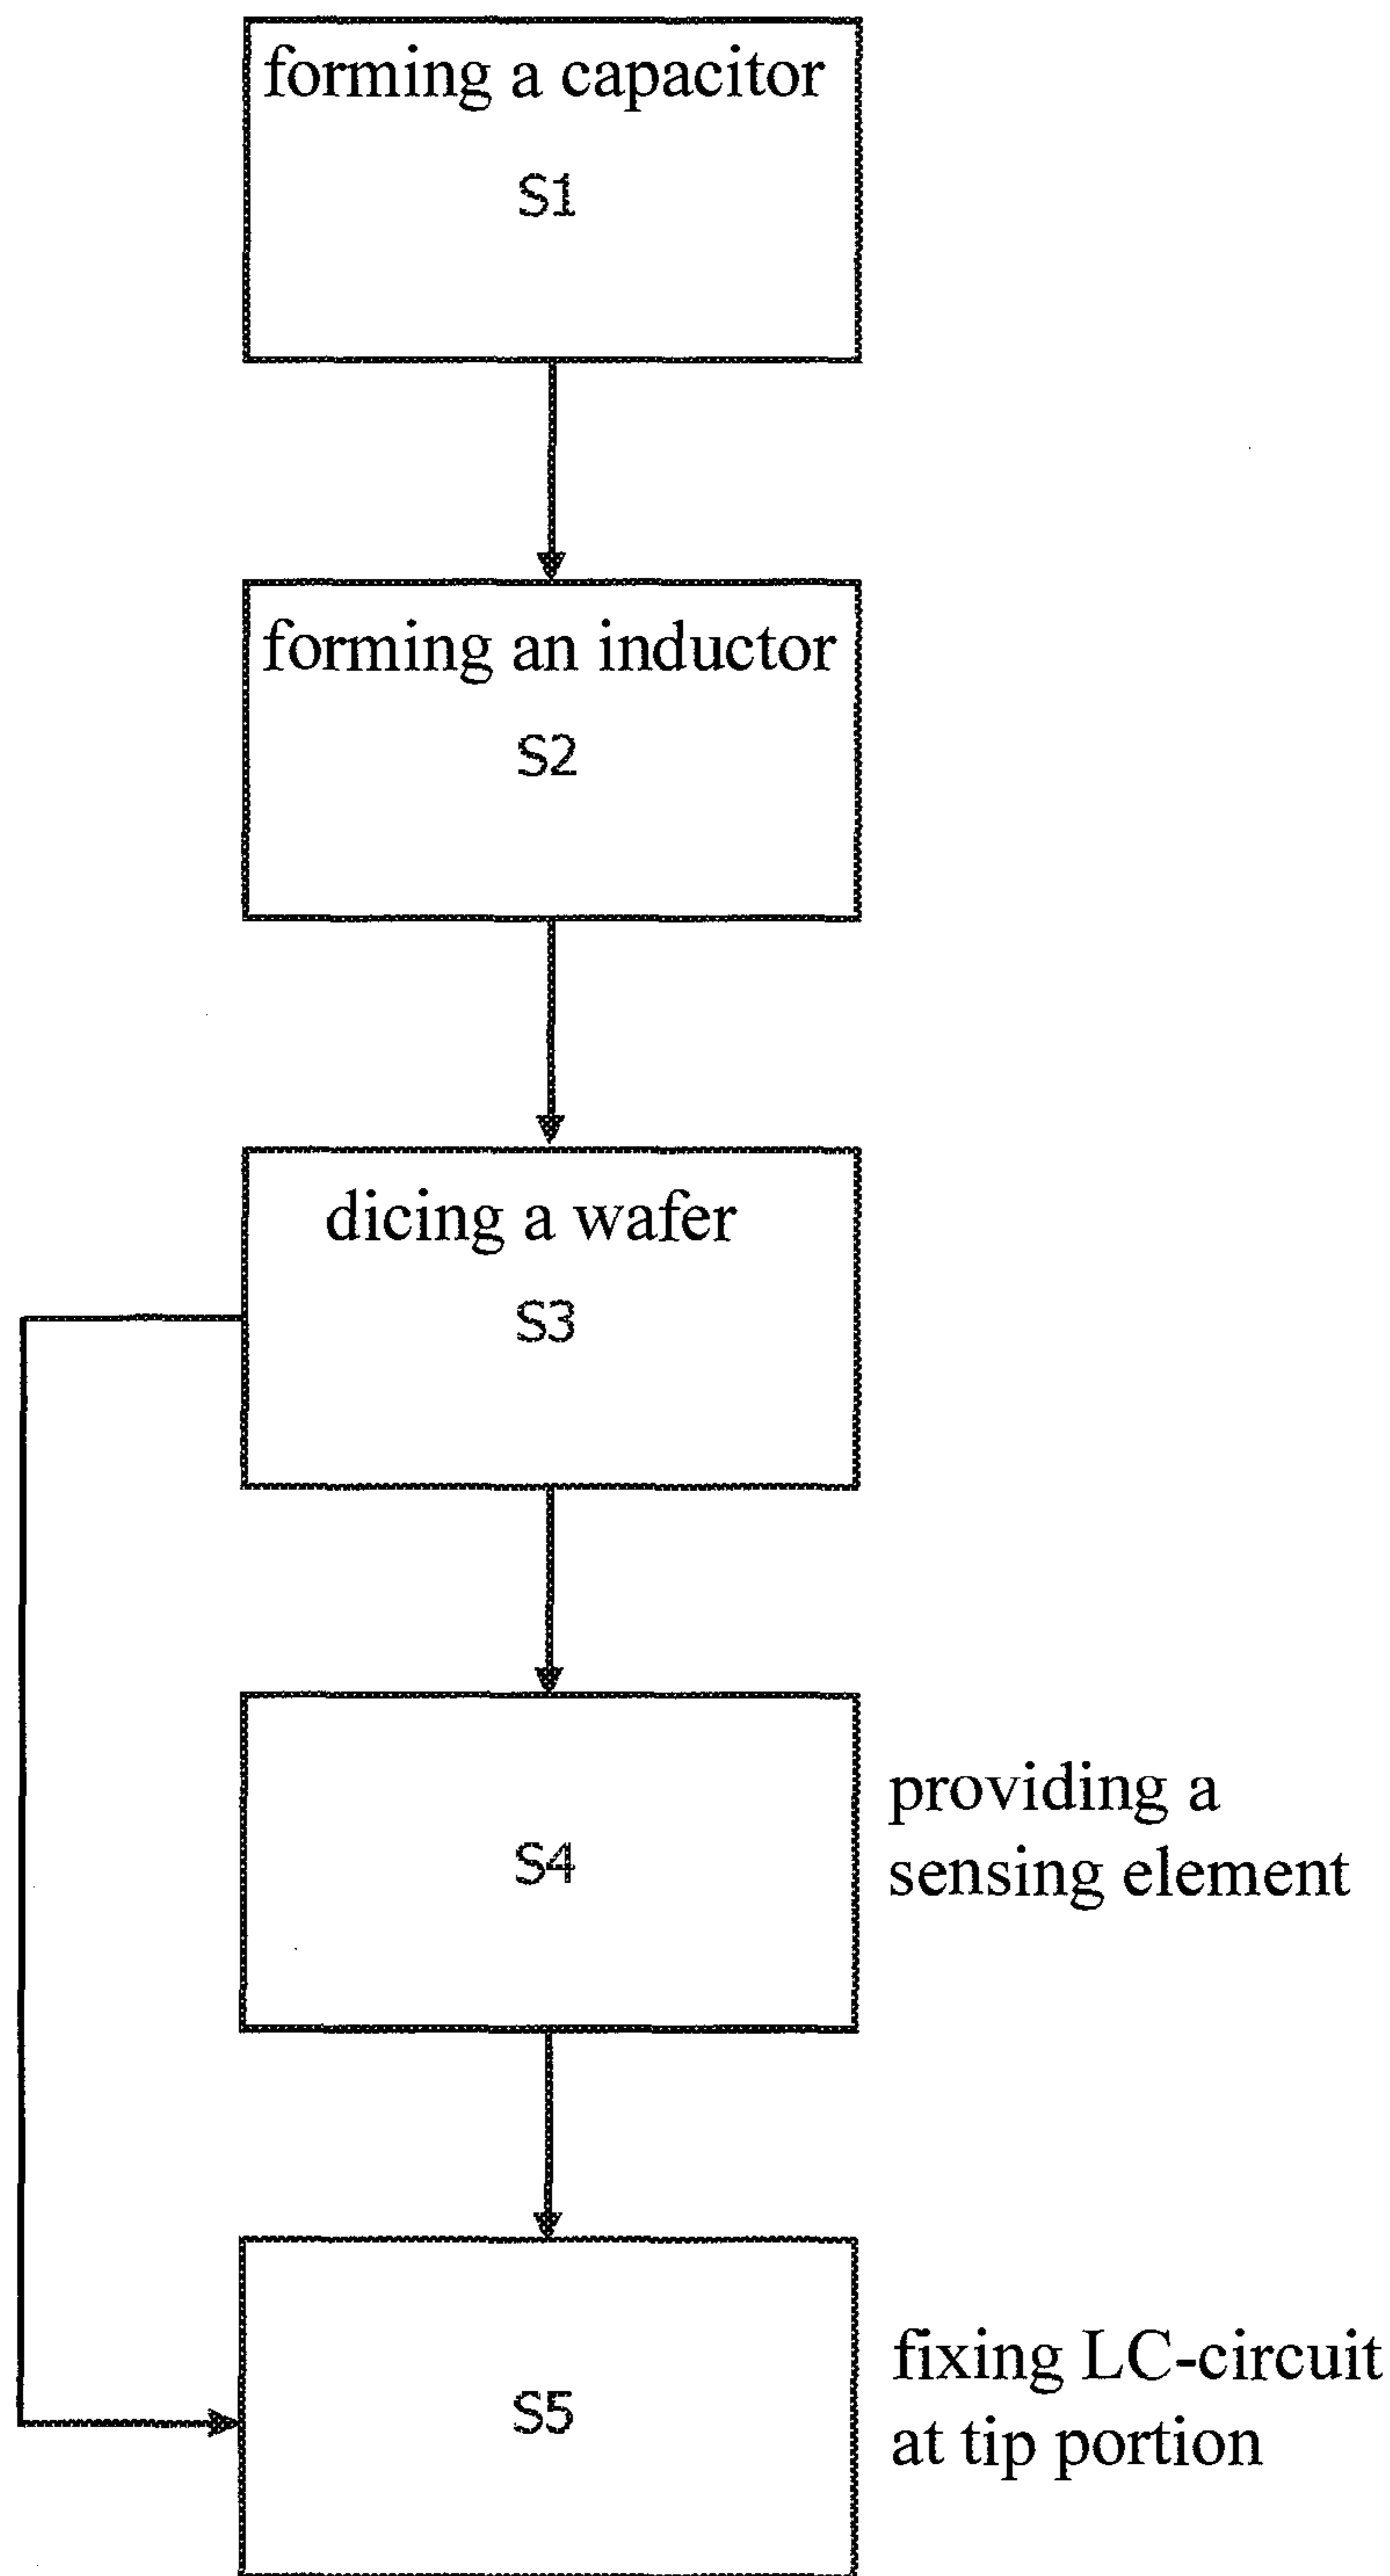 forming a capacitor
S1
forming an inductor
S2
dicing a wafer
S3
S4
providing a
sensing element
S5
fixing LC-circuit
at tip portion